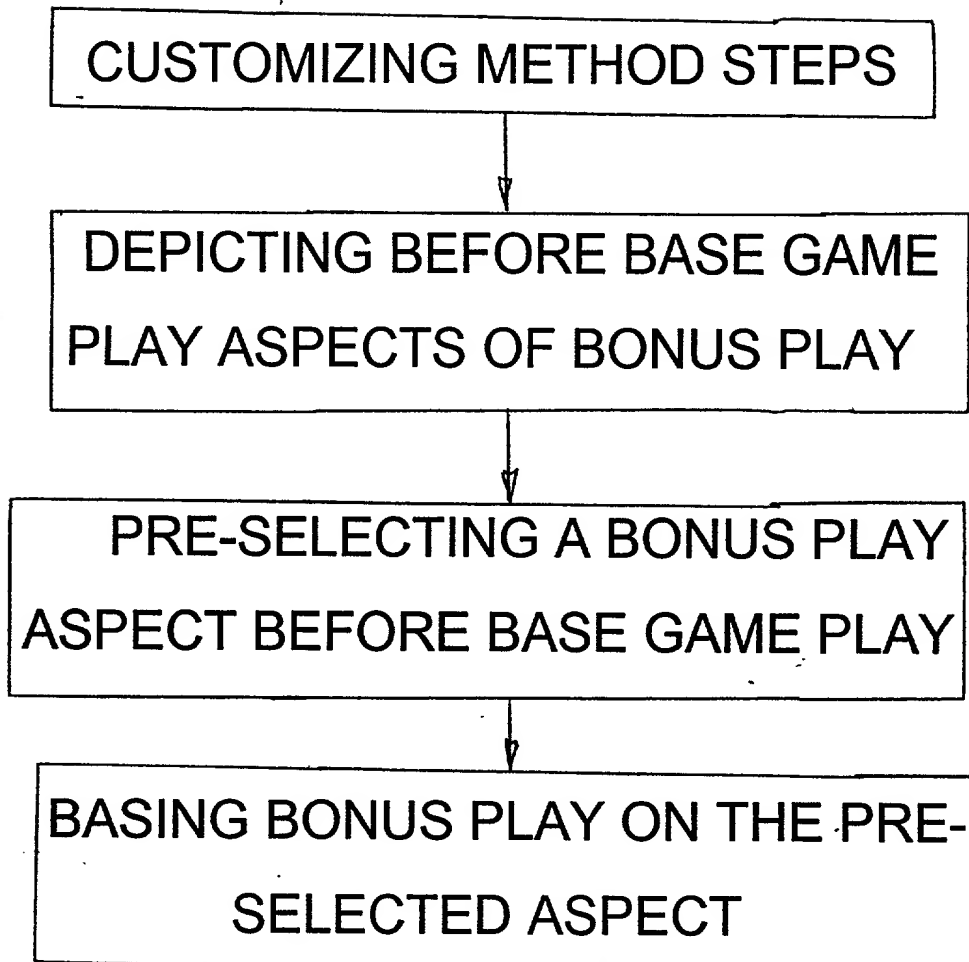 CUSTOMIZING METHOD STEPS
DEPICTING BEFORE BASE GAME
PLAY ASPECTS OF BONUS PLAY
PRE-SELECTING A BONUS PLAY
ASPECT BEFORE BASE GAME PLAY
BASING BONUS PLAY ON THE PRE-
SELECTED ASPECT